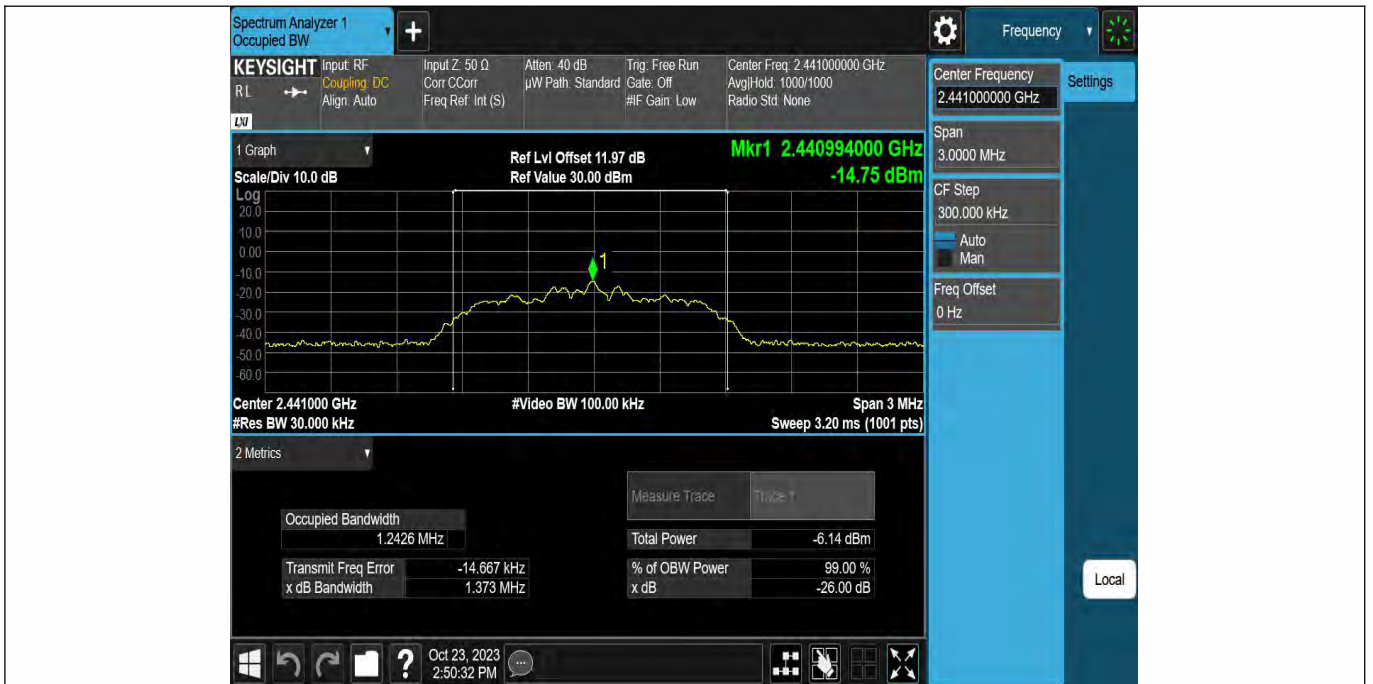 Spectrum Analyzer 1
Occupied BW
+
Frequency
KEYSIGHT
R L
LXI
Input: RF
Coupling: DC
Align: Auto
Input Z: 50 Ω
Corr CCorr
Freq Ref: Int (S)
Atten: 40 dB
µW Path: Standard
Trig: Free Run
Gate: Off
#IF Gain: Low
Center Freq: 2.441000000 GHz
Avg|Hold: 1000/1000
Radio Std: None
Center Frequency
2.441000000 GHz
Settings
Span
3.0000 MHz
CF Step
300.000 kHz
Auto
Man
Freq Offset
0 Hz
1 Graph
Scale/Div 10.0 dB
Ref Lvl Offset 11.97 dB
Ref Value 30.00 dBm
Mkr1 2.440994000 GHz
-14.75 dBm
Log
20.0
10.0
0.00
-10.0
-20.0
-30.0
-40.0
-50.0
-60.0
1
Center 2.441000 GHz
#Video BW 100.00 kHz
Span 3 MHz
#Res BW 30.000 kHz
Sweep 3.20 ms (1001 pts)
2 Metrics
Measure Trace
Trace 1
Occupied Bandwidth
1.2426 MHz
Total Power
-6.14 dBm
Transmit Freq Error
-14.667 kHz
% of OBW Power
99.00 %
x dB Bandwidth
1.373 MHz
x dB
-26.00 dB
Local
?
Oct 23, 2023
2:50:32 PM